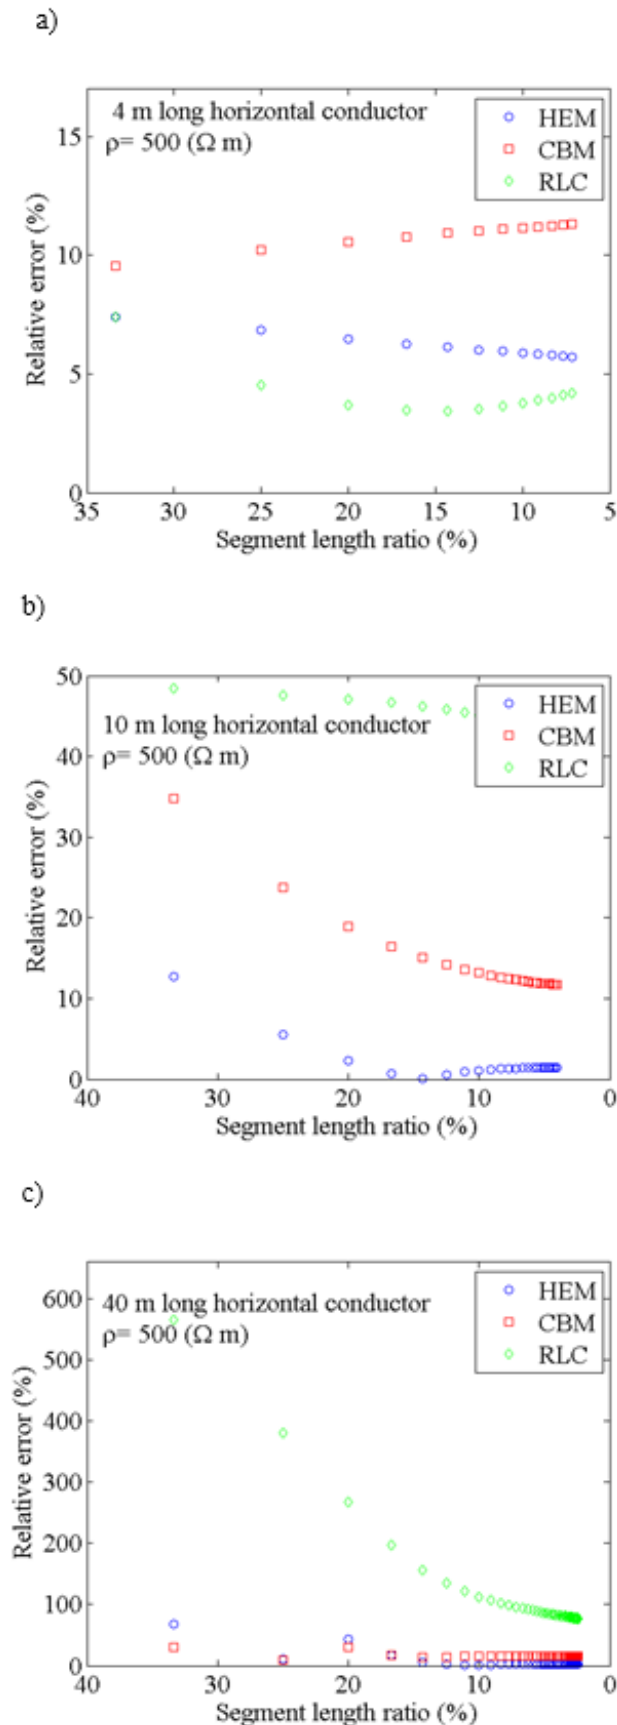 a)
4 m long horizontal conductor
ρ= 500 (Ω m)
HEM
CBM
RLC
15
10
5
0
Relative error (%)
35 30 25 20 15 10 5
Segment length ratio (%)
b)
10 m long horizontal conductor
ρ= 500 (Ω m)
HEM
CBM
RLC
50
40
30
20
10
0
Relative error (%)
40 30 20 10 0
Segment length ratio (%)
c)
40 m long horizontal conductor
ρ= 500 (Ω m)
HEM
CBM
RLC
600
500
400
300
200
100
0
Relative error (%)
40 30 20 10 0
Segment length ratio (%)